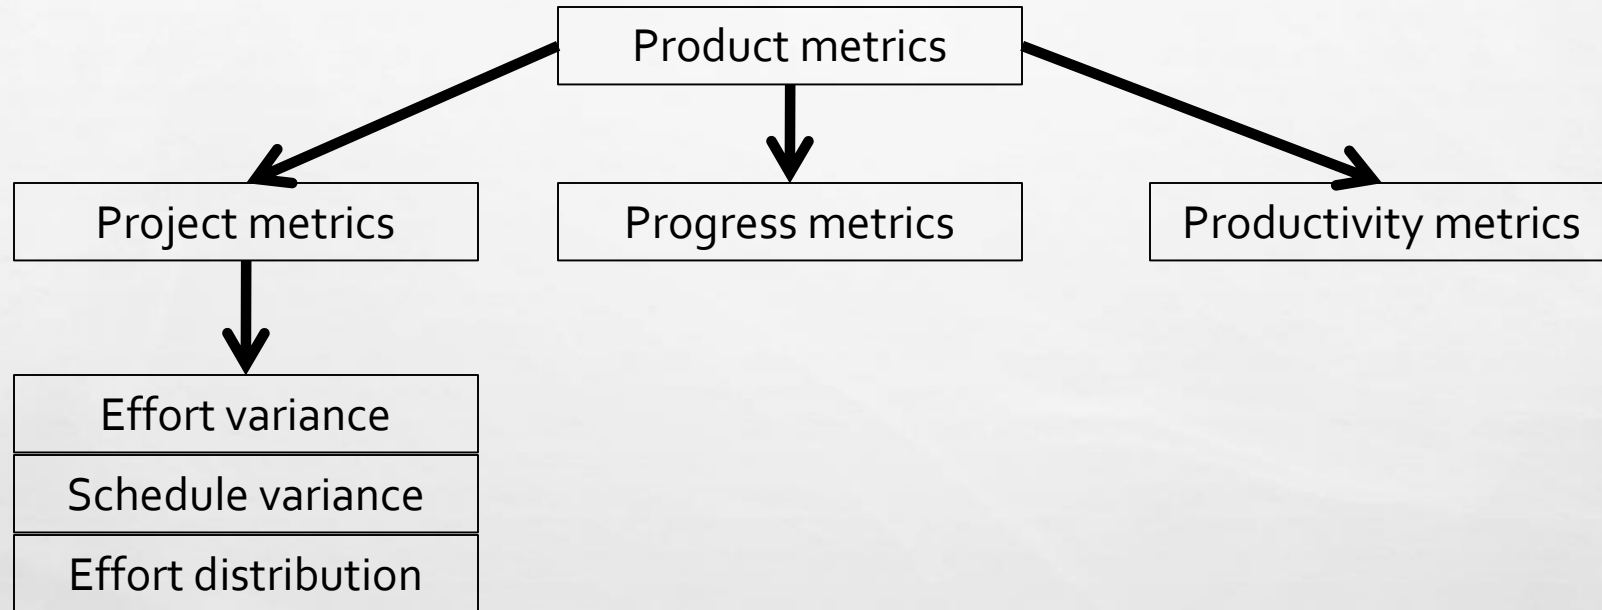 Product metrics
Project metrics
Progress metrics
Productivity metrics
Effort variance
Schedule variance
Effort distribution